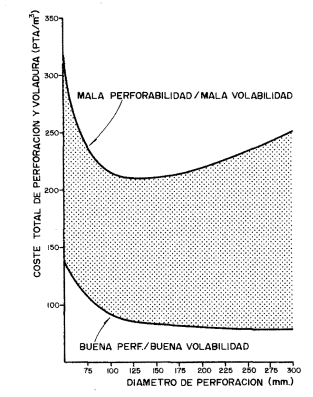 COSTE TOTAL DE PERFORACION Y VOLADURA (PTA/m³)
350
300
250
200
150
100
MALA PERFORABILIDAD/MALA VOLABILIDAD
BUENA PERF./BUENA VOLABILIDAD
75 100 125 150 175 200 225 250 275 300
DIAMETRO DE PERFORACION (mm.)